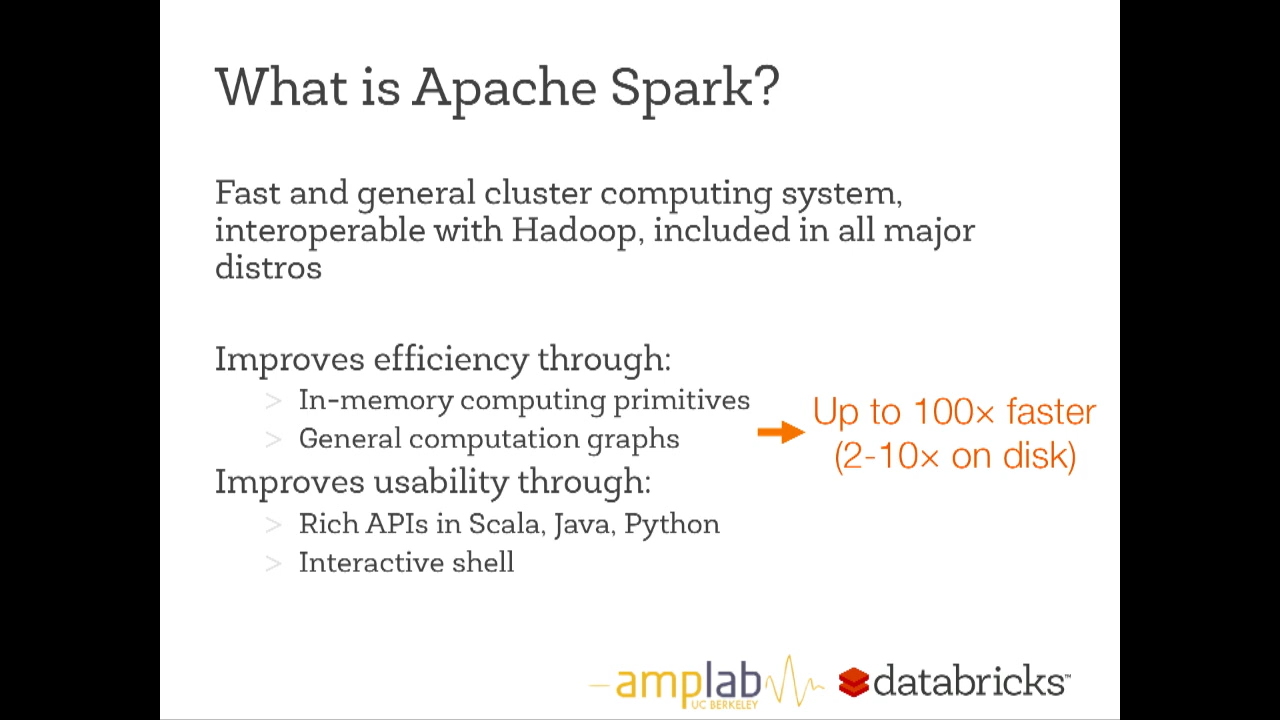 What is Apache Spark?
Fast and general cluster computing system,
interoperable with Hadoop, included in all major
distros
Improves efficiency through:
> In-memory computing primitives
> General computation graphs
Up to 100× faster
(2-10× on disk)
Improves usability through:
> Rich APIs in Scala, Java, Python
> Interactive shell
amplab
UC BERKELEY
databricks™